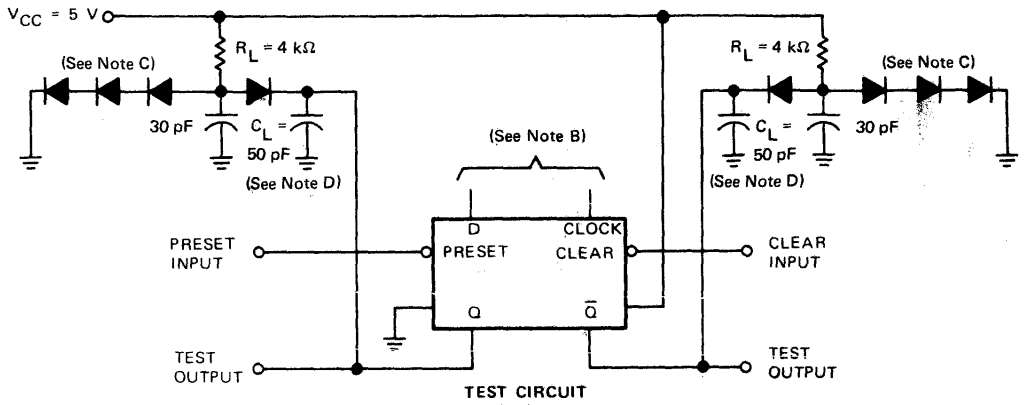 V_CC = 5 V
R_L = 4 kΩ
R_L = 4 kΩ
(See Note C)
(See Note C)
30 pF
C_L =
50 pF
(See Note D)
C_L =
50 pF
(See Note D)
30 pF
(See Note B)
D
CLOCK
PRESET
INPUT
PRESET
CLEAR
CLEAR
INPUT
Q
Q̅
TEST
OUTPUT
TEST
OUTPUT
TEST CIRCUIT